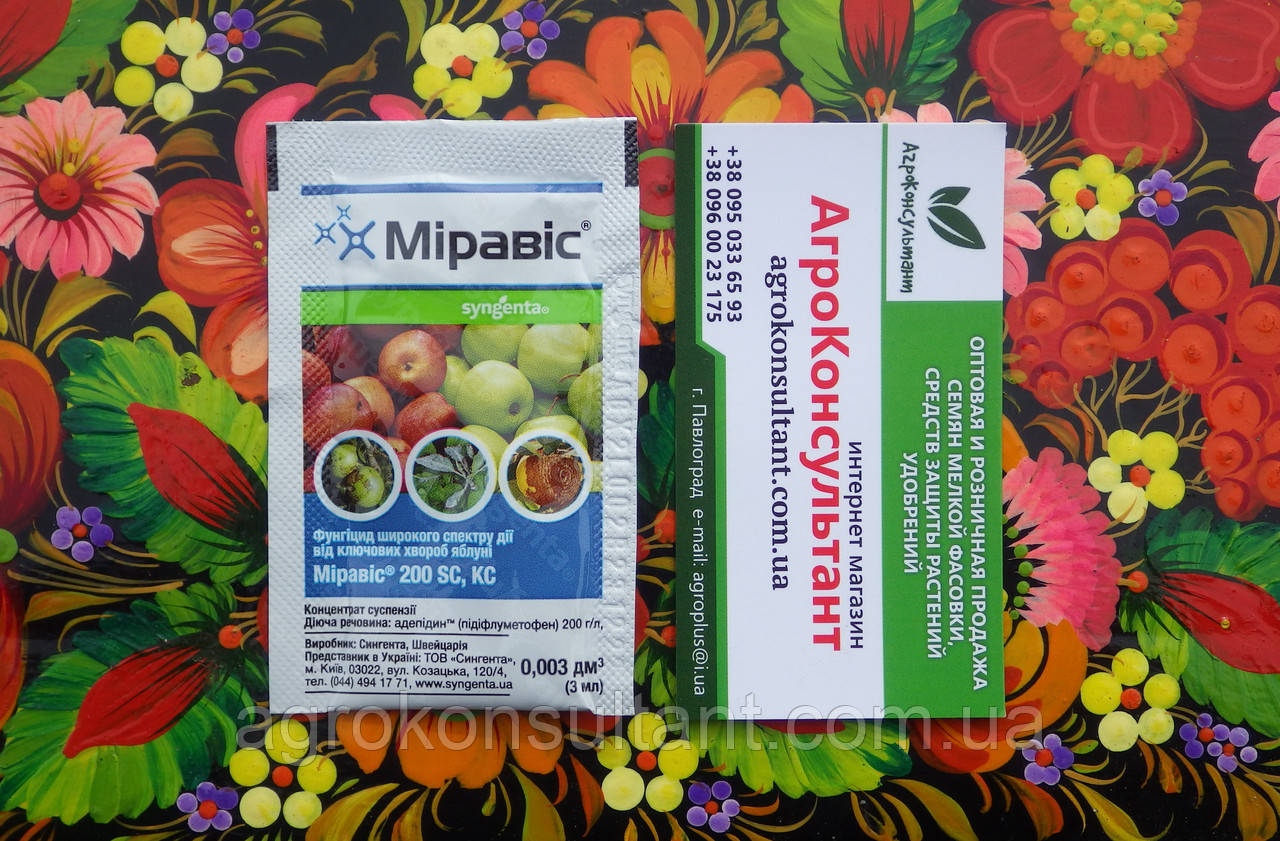 Міравіс®
syngenta
Фунгіцид широкого спектру дії
від ключових хвороб яблуні
Міравіс® 200 SC, КС
Концентрат суспензії
Діюча речовина: адепідин™ (підіфлуметофен) 200 г/л,
Виробник: Сингента, Швейцарія
Представник в Україні: ТОВ «Сингента»,
м. Київ, 03022, вул. Козацька, 120/4,
тел. (044) 494 17 71, www.syngenta.ua
0,003 дм³
(3 мл)
АгроКонсультант
ОПТОВАЯ И РОЗНИЧНАЯ ПРОДАЖА
СЕМЯН МЕЛКОЙ ФАСОВКИ,
СРЕДСТВ ЗАЩИТЫ РАСТЕНИЙ
УДОБРЕНИЙ
интернет магазин
АгроКонсультант
agrokonsultant.com.ua
+38 095 033 65 93
+38 096 00 23 175
г. Павлоград e-mail: agroplus@i.ua
agrokonsultant.com.ua